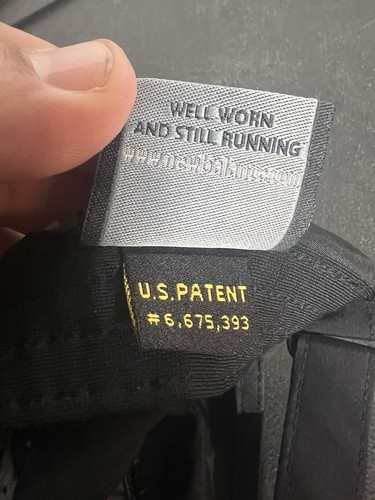 WELL WORN
AND STILL RUNNING
www.newbalance.com
U.S.PATENT
#6,675,393